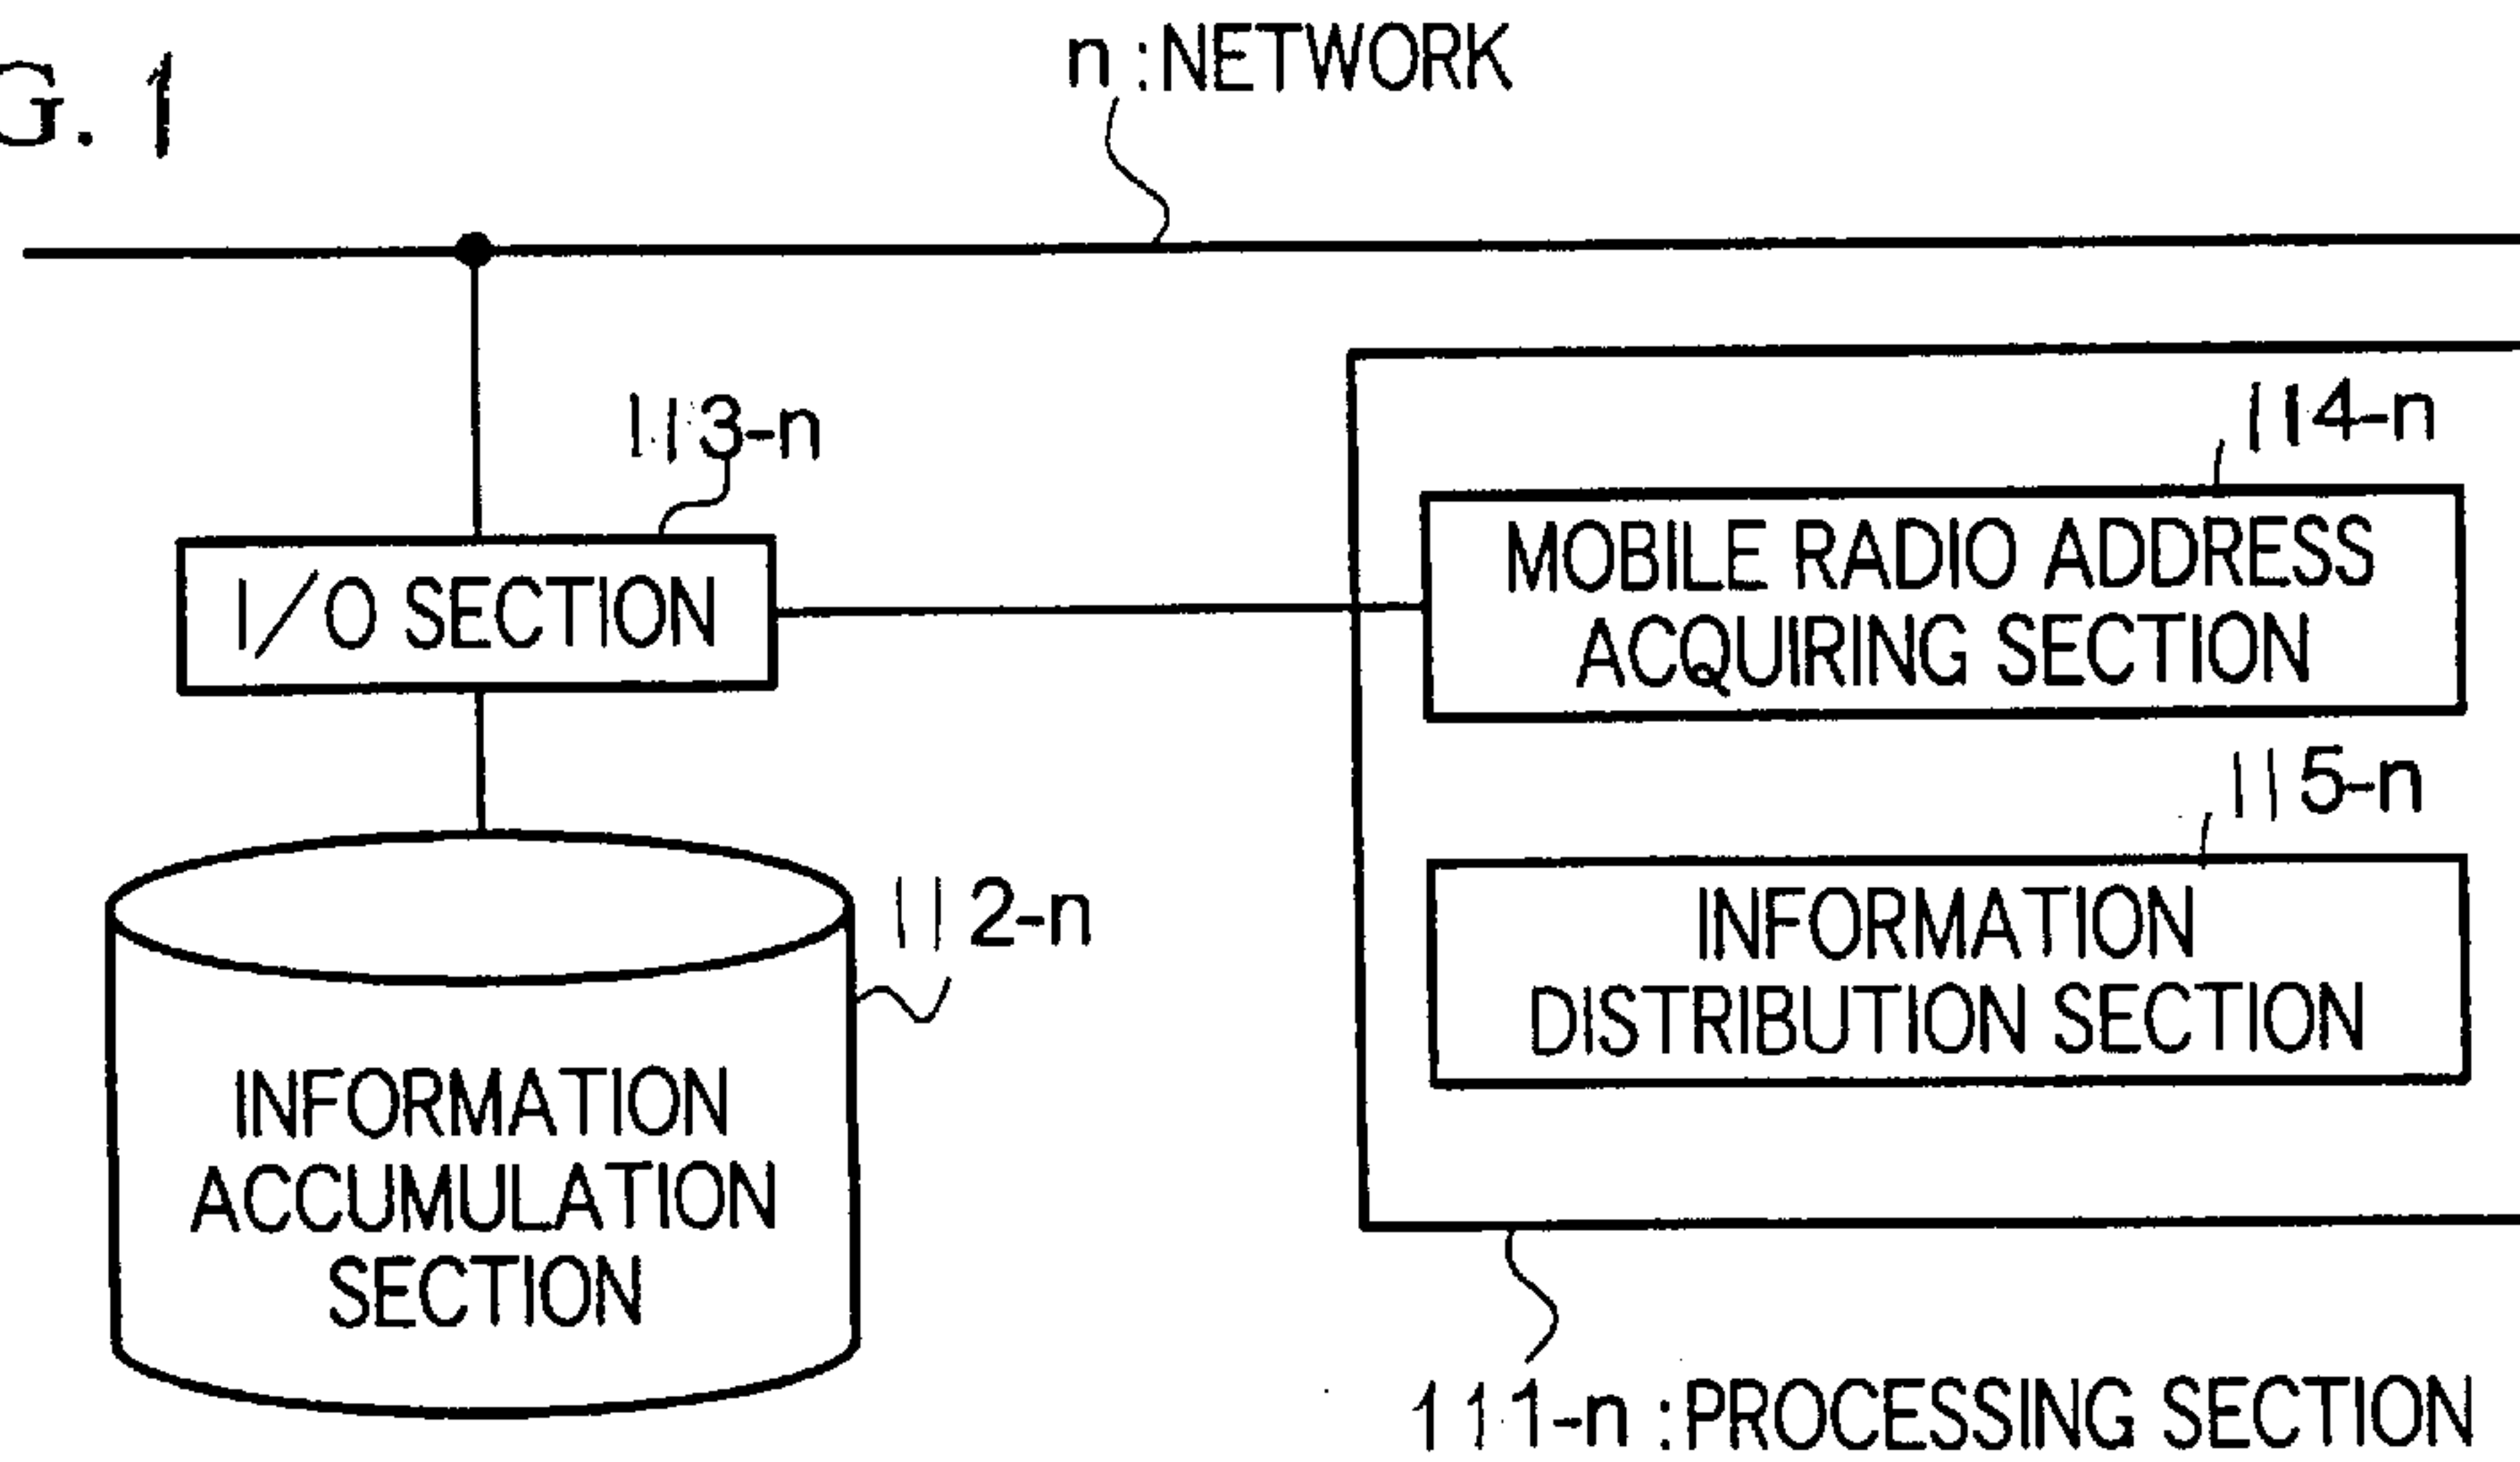 G. 1
n :NETWORK
113-n
114-n
I/O SECTION
MOBILE RADIO ADDRESS
ACQUIRING SECTION
115-n
112-n
INFORMATION
DISTRIBUTION SECTION
INFORMATION
ACCUMULATION
SECTION
111-n :PROCESSING SECTION